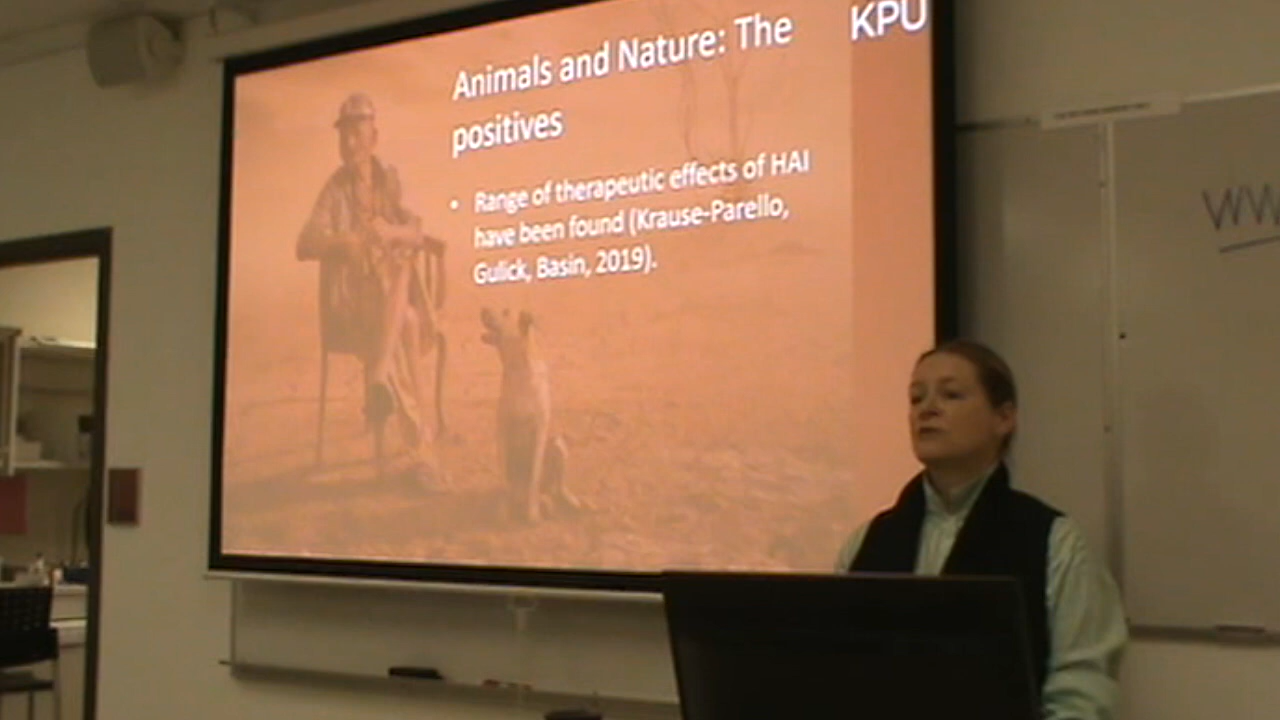 KPU
Animals and Nature: The
positives
• Range of therapeutic effects of HAI
have been found (Krause-Parello,
Gulick, Basin, 2019).
WW